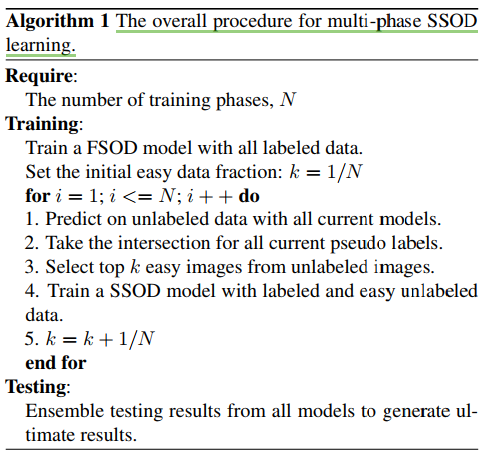 Algorithm 1 The overall procedure for multi-phase SSOD
learning.
Require:
The number of training phases, N
Training:
Train a FSOD model with all labeled data.
Set the initial easy data fraction: k = 1/N
for i = 1; i <= N; i + + do
1. Predict on unlabeled data with all current models.
2. Take the intersection for all current pseudo labels.
3. Select top k easy images from unlabeled images.
4. Train a SSOD model with labeled and easy unlabeled
data.
5. k = k + 1/N
end for
Testing:
Ensemble testing results from all models to generate ul-
timate results.